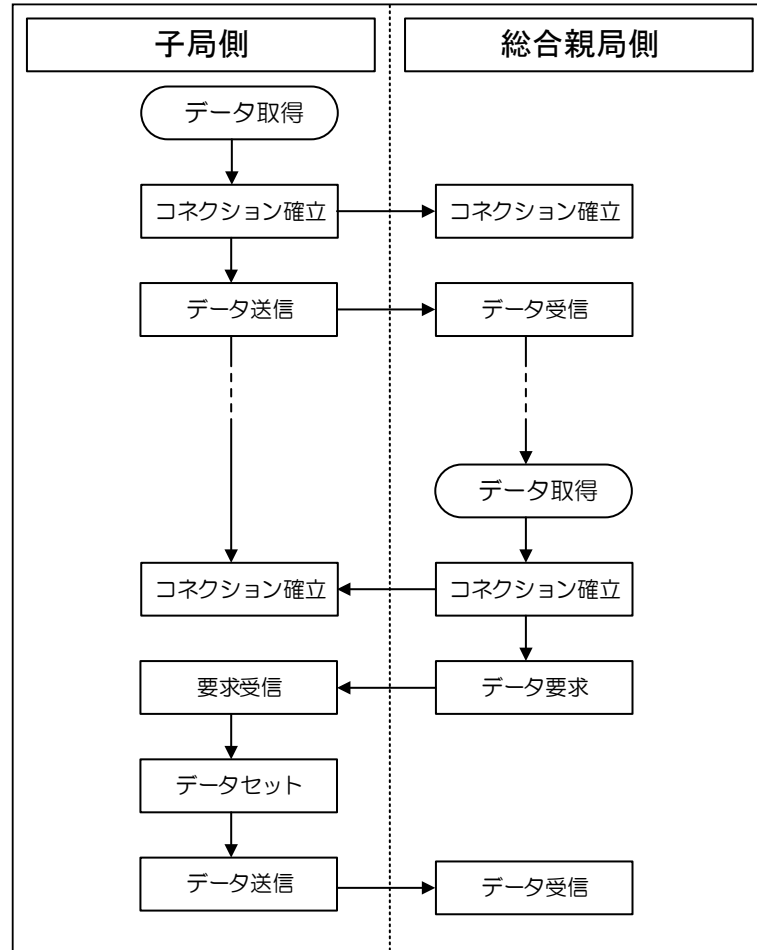 子局側
総合親局側
データ取得
コネクション確立
コネクション確立
データ送信
データ受信
データ取得
コネクション確立
コネクション確立
要求受信
データ要求
データセット
データ送信
データ受信